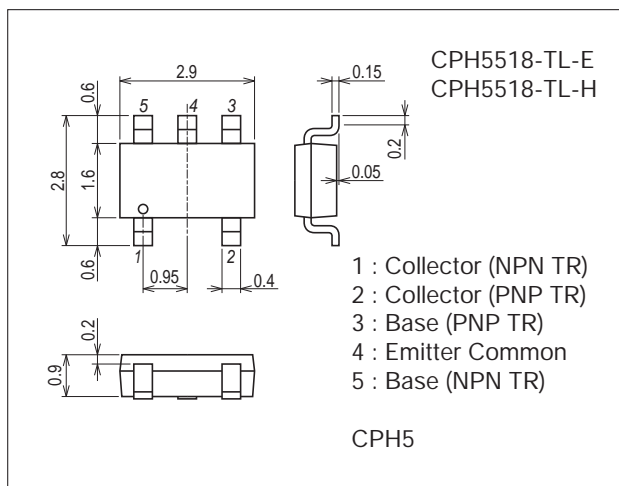 CPH5518-TL-E
CPH5518-TL-H
2.9
0.15
0.6
5
4
3
0.2
2.8
1.6
0.05
0.6
1
2
0.95
0.4
0.2
0.9
1 : Collector (NPN TR)
2 : Collector (PNP TR)
3 : Base (PNP TR)
4 : Emitter Common
5 : Base (NPN TR)
CPH5